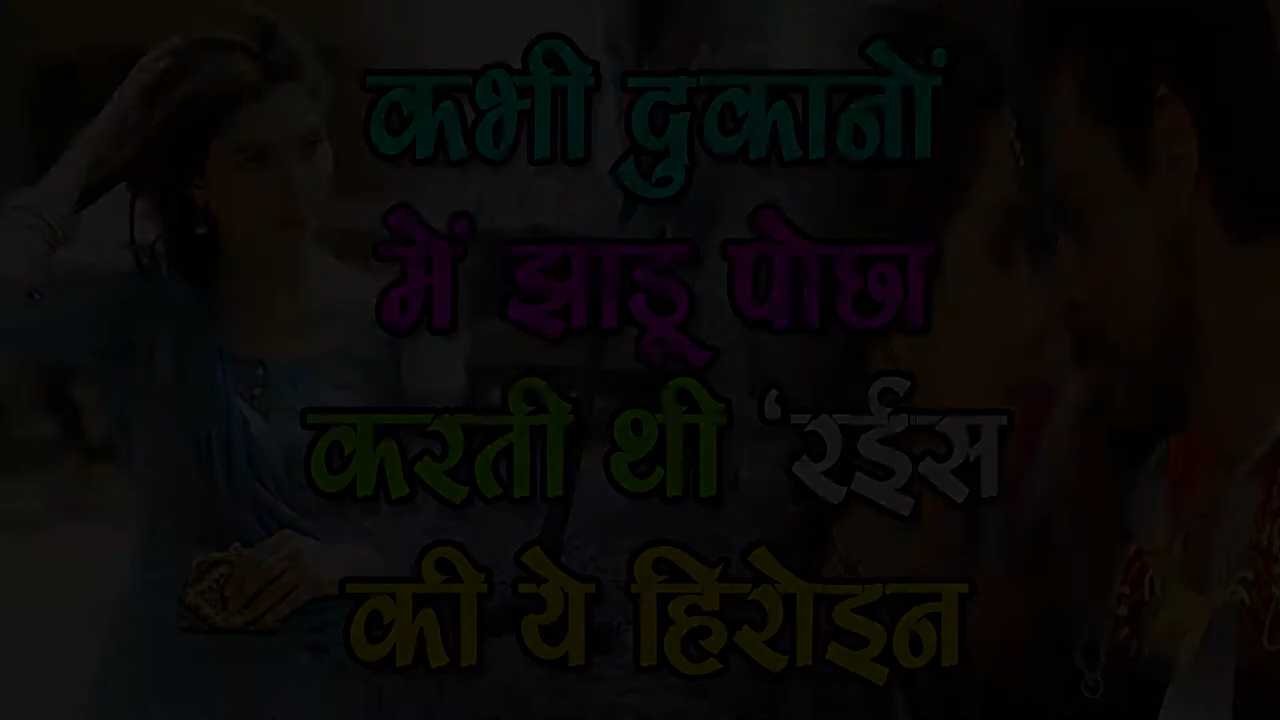 कभी दुकानों
में झाडू पोछा
करती थी ‘रईस
की ये हिरोइन